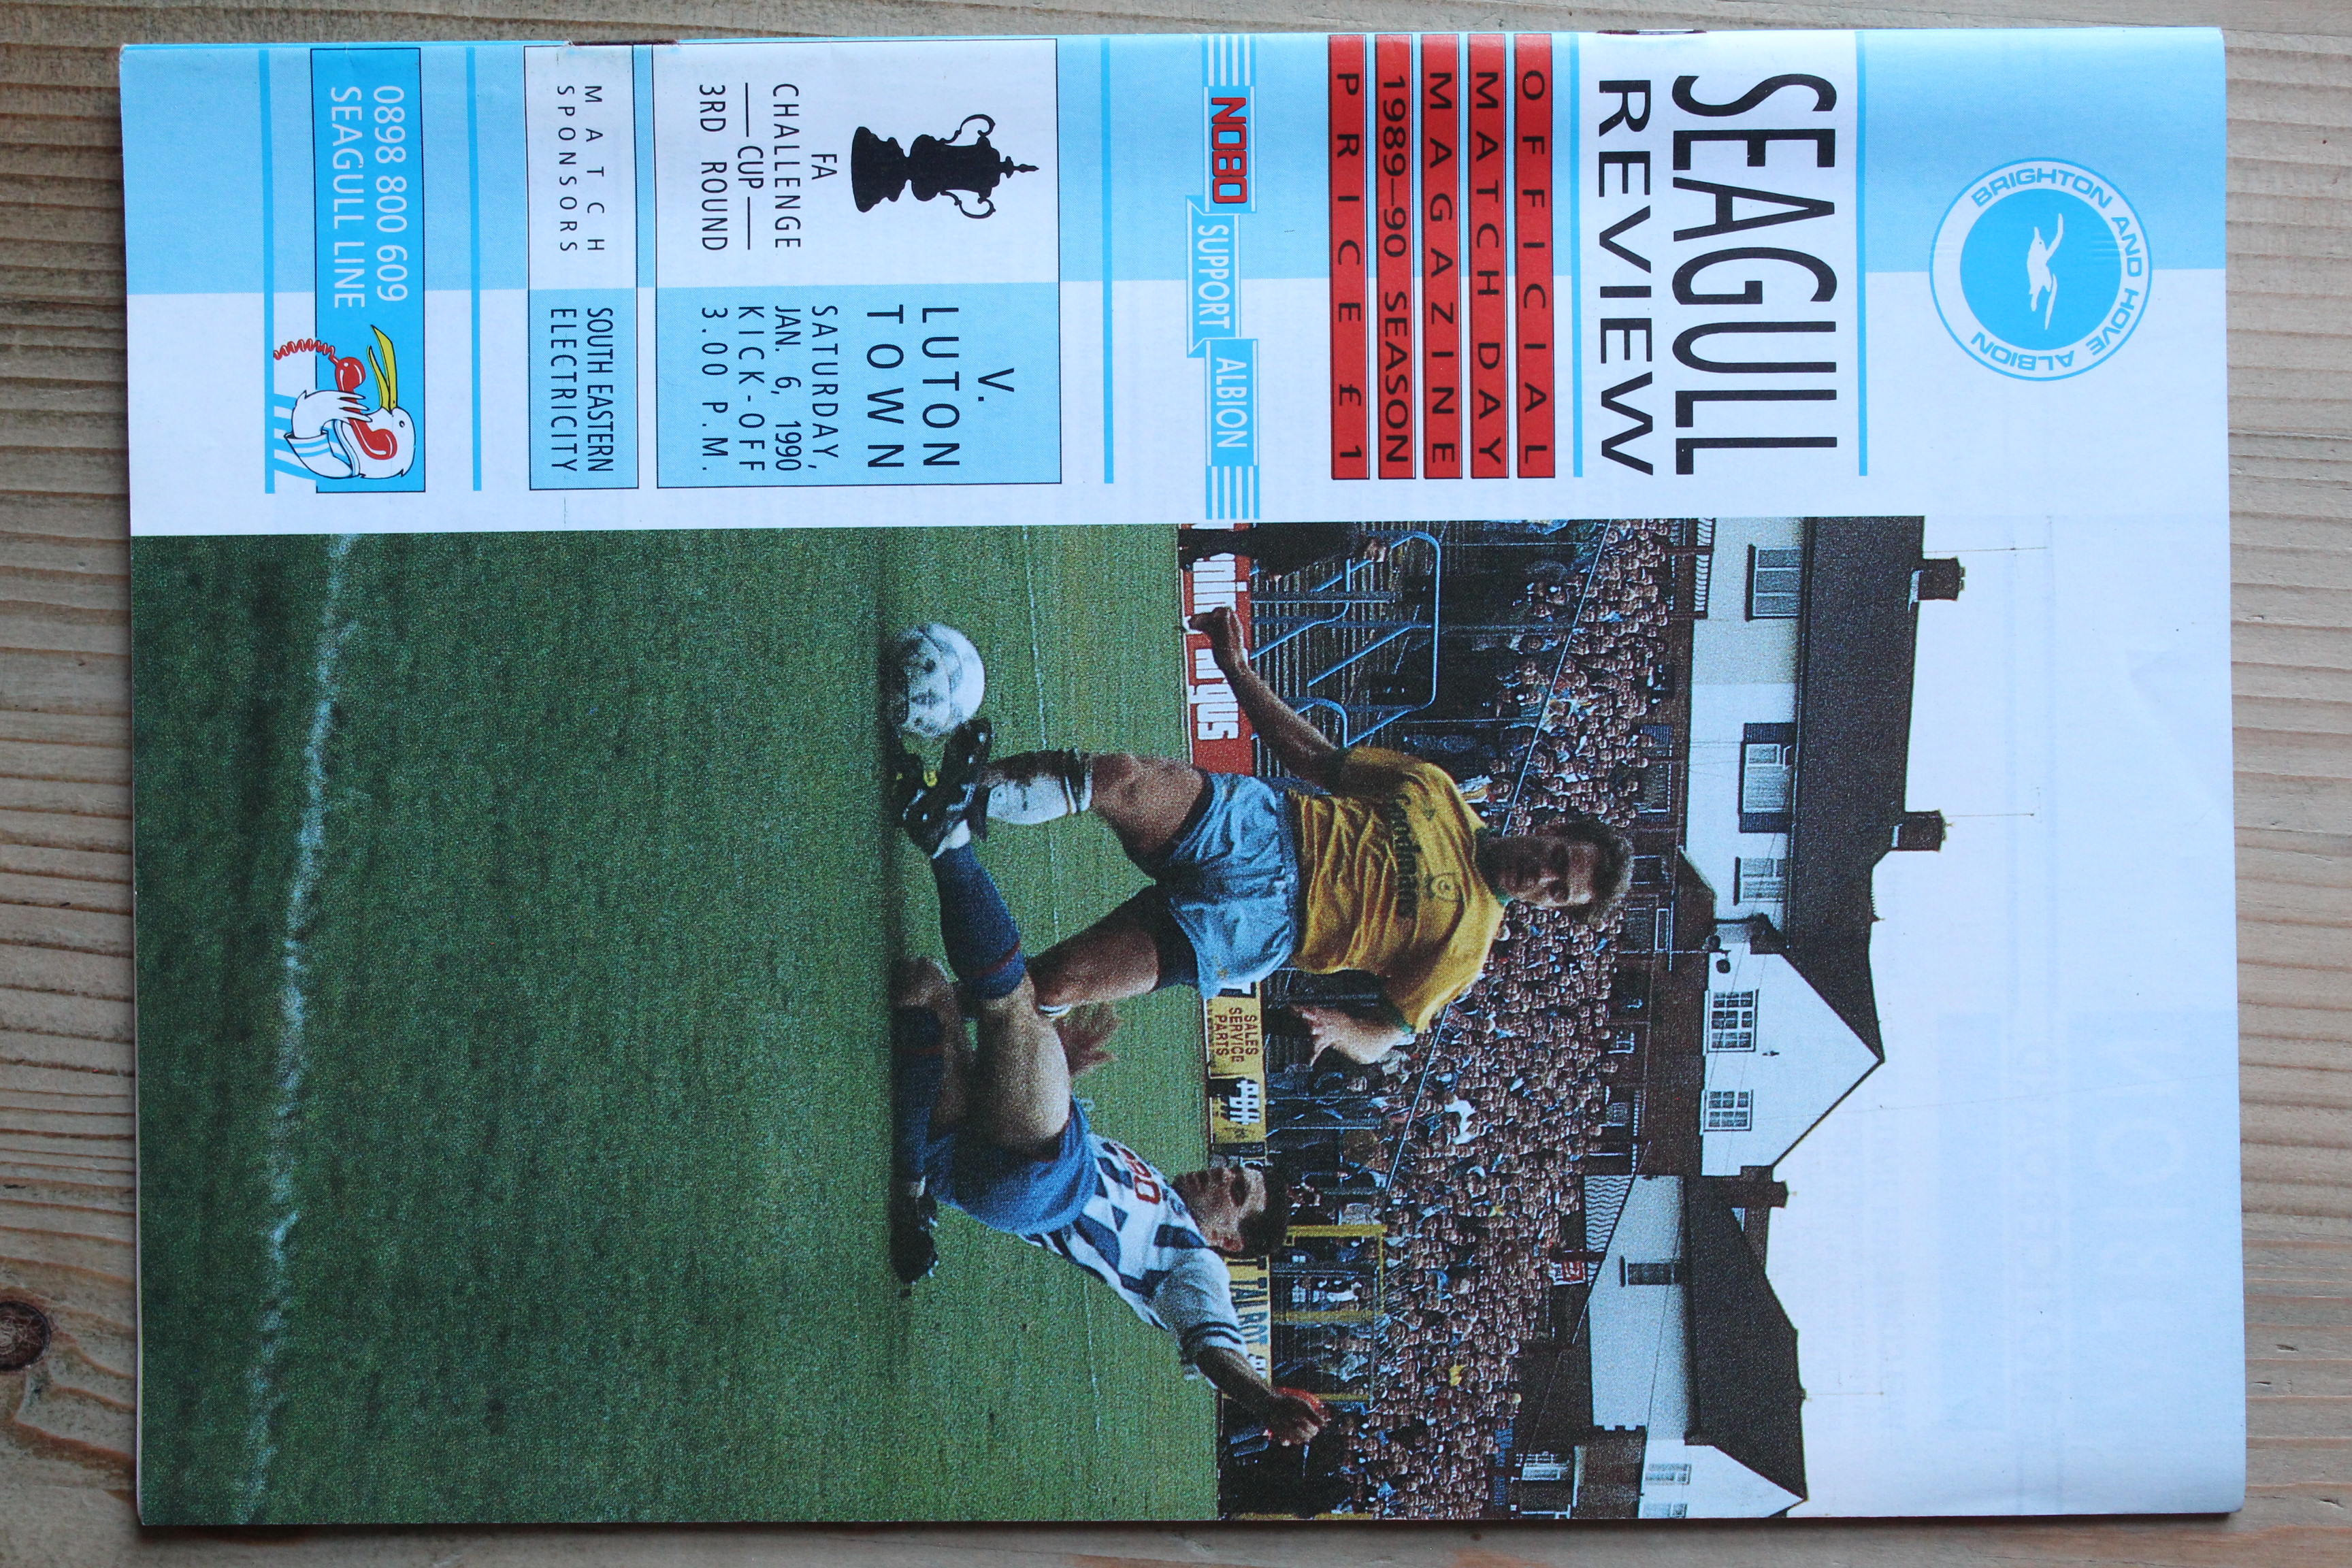 BRIGHTON AND HOVE ALBION
SEAGULL
REVIEW
OFFICIAL
MATCHDAY
MAGAZINE
1989-90 SEASON
PRICE £1
NOBO SUPPORT ALBION
FA
CHALLENGE
CUP
3RD ROUND
V.
LUTON
TOWN
SATURDAY,
JAN. 6, 1990
KICK-OFF
3.00 P.M.
MATCH
SPONSORS
SOUTH EASTERN
ELECTRICITY
0898 800 609
SEAGULL LINE
SALES
SERVICE
PARTS
TALBOT